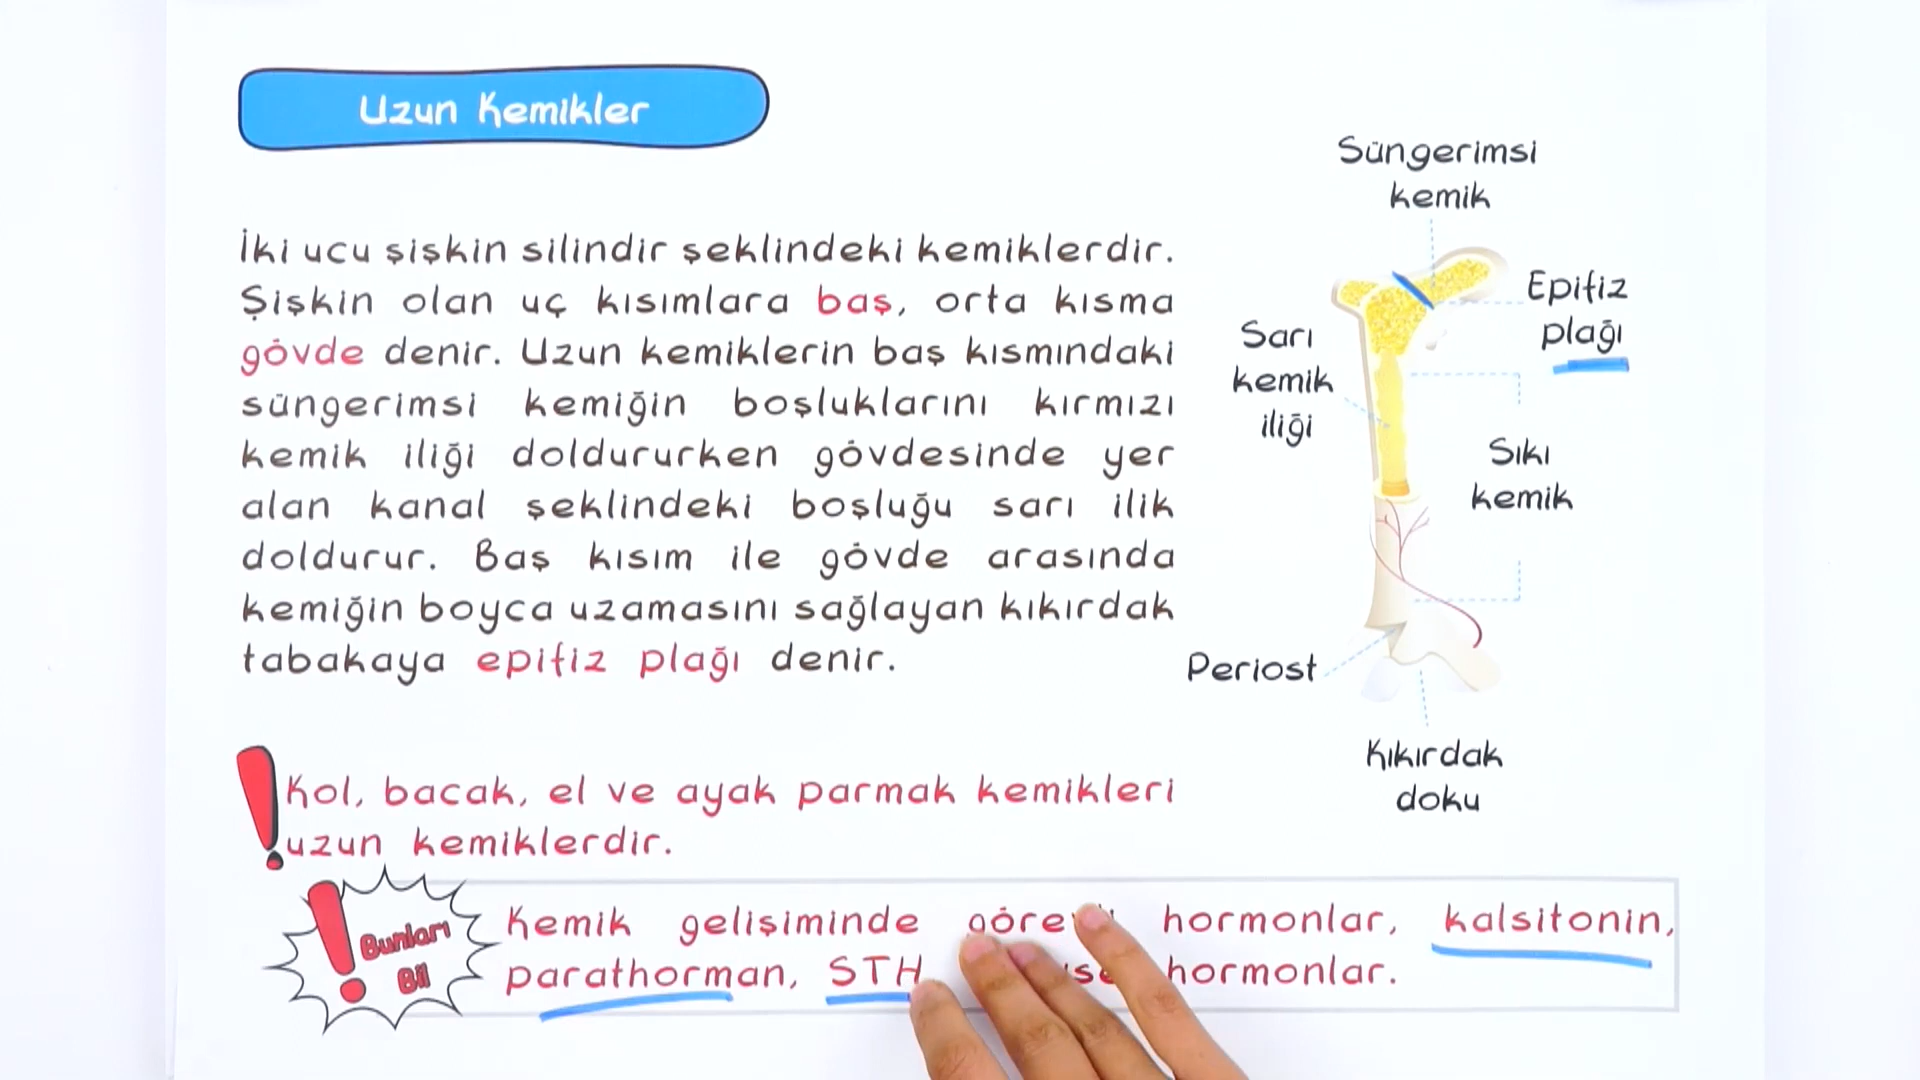 Uzun Kemikler
İki ucu şişkin silindir şeklindeki kemiklerdir.
Şişkin olan uç kısımlara baş, orta kısma
gövde denir. Uzun kemiklerin baş kısmındaki
süngerimsi kemiğin boşluklarını kırmızı
kemik iliği doldururken gövdesinde yer
alan kanal şeklindeki boşluğu sarı ilik
doldurur. Baş kısım ile gövde arasında
kemiğin boyca uzamasını sağlayan kıkırdak
tabakaya epifiz plağı denir.
Süngerimsi
kemik
Epifiz
plağı
Sarı
kemik
iliği
Sıkı
kemik
Periost
Kıkırdak
doku
Kol, bacak, el ve ayak parmak kemikleri
uzun kemiklerdir.
Bunları
Bil
Kemik gelişiminde hormonlar, kalsitonin,
parathorman, STH hormonlar.